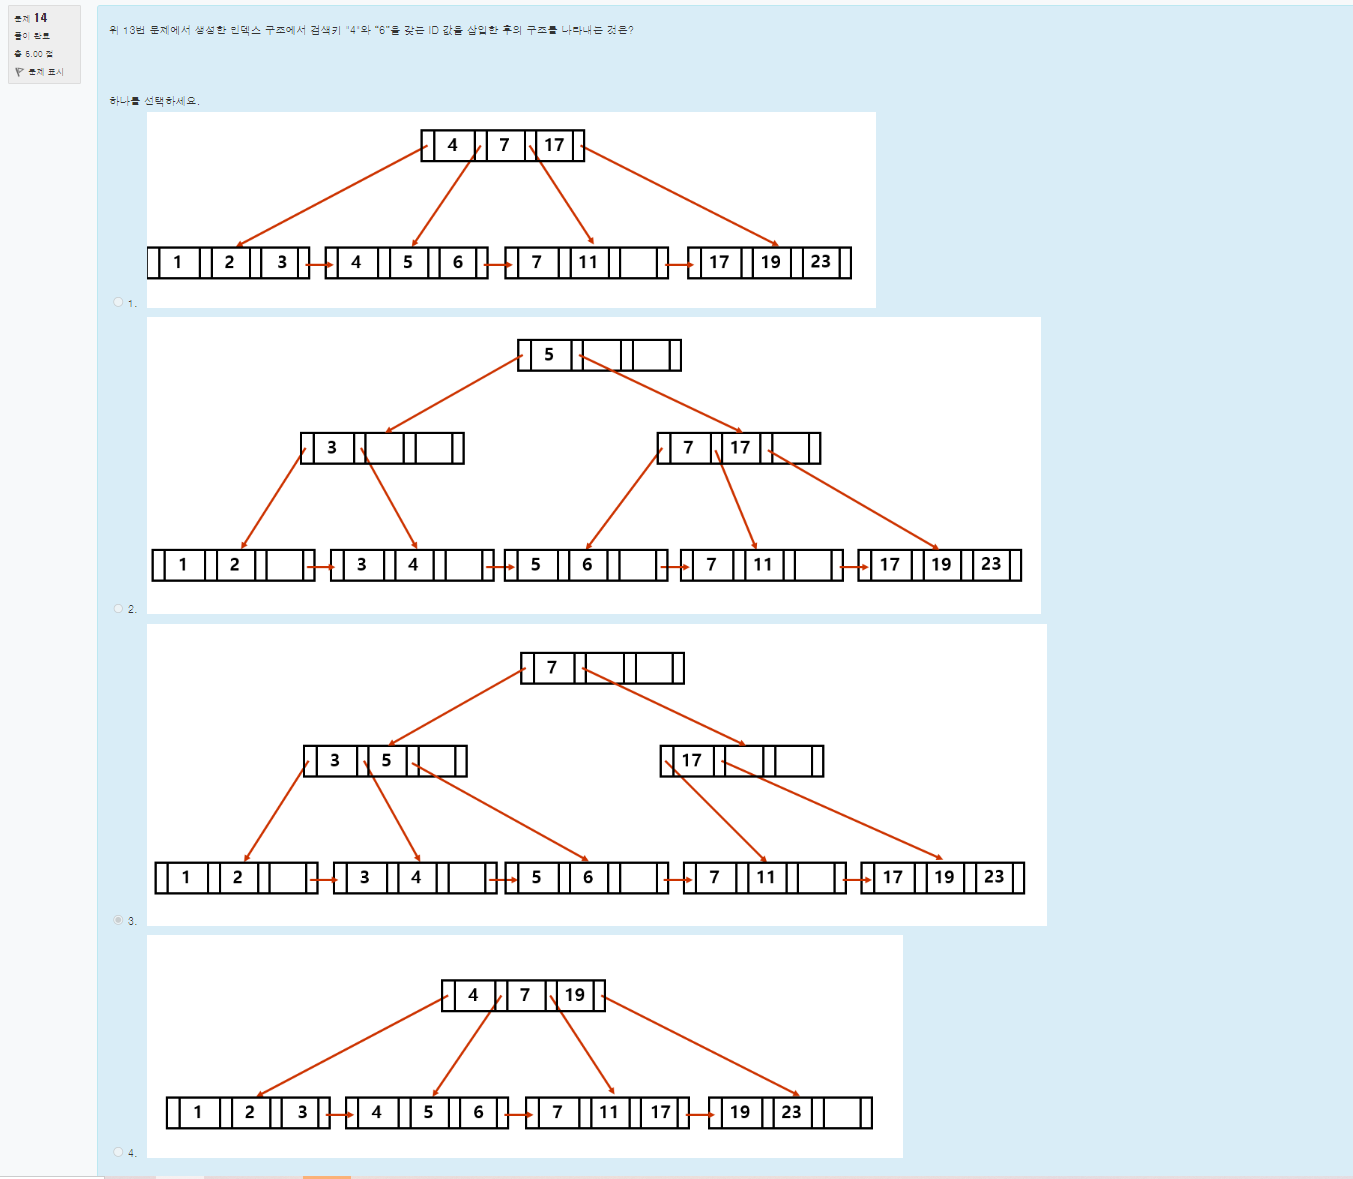 문제 14
풀이 완료
총 5.00 점
문제 표시
위 13번 문제에서 생성한 인덱스 구조에서 검색키 "4"와 "6"을 갖는 ID 값을 삽입한 후의 구조를 나타내는 것은?
하나를 선택하세요.
4 7 17
1 2 3 4 5 6 7 11 17 19 23
1.
5
3 7 17
1 2 3 4 5 6 7 11 17 19 23
2.
7
3 5 17
1 2 3 4 5 6 7 11 17 19 23
3.
4 7 19
1 2 3 4 5 6 7 11 17 19 23
4.